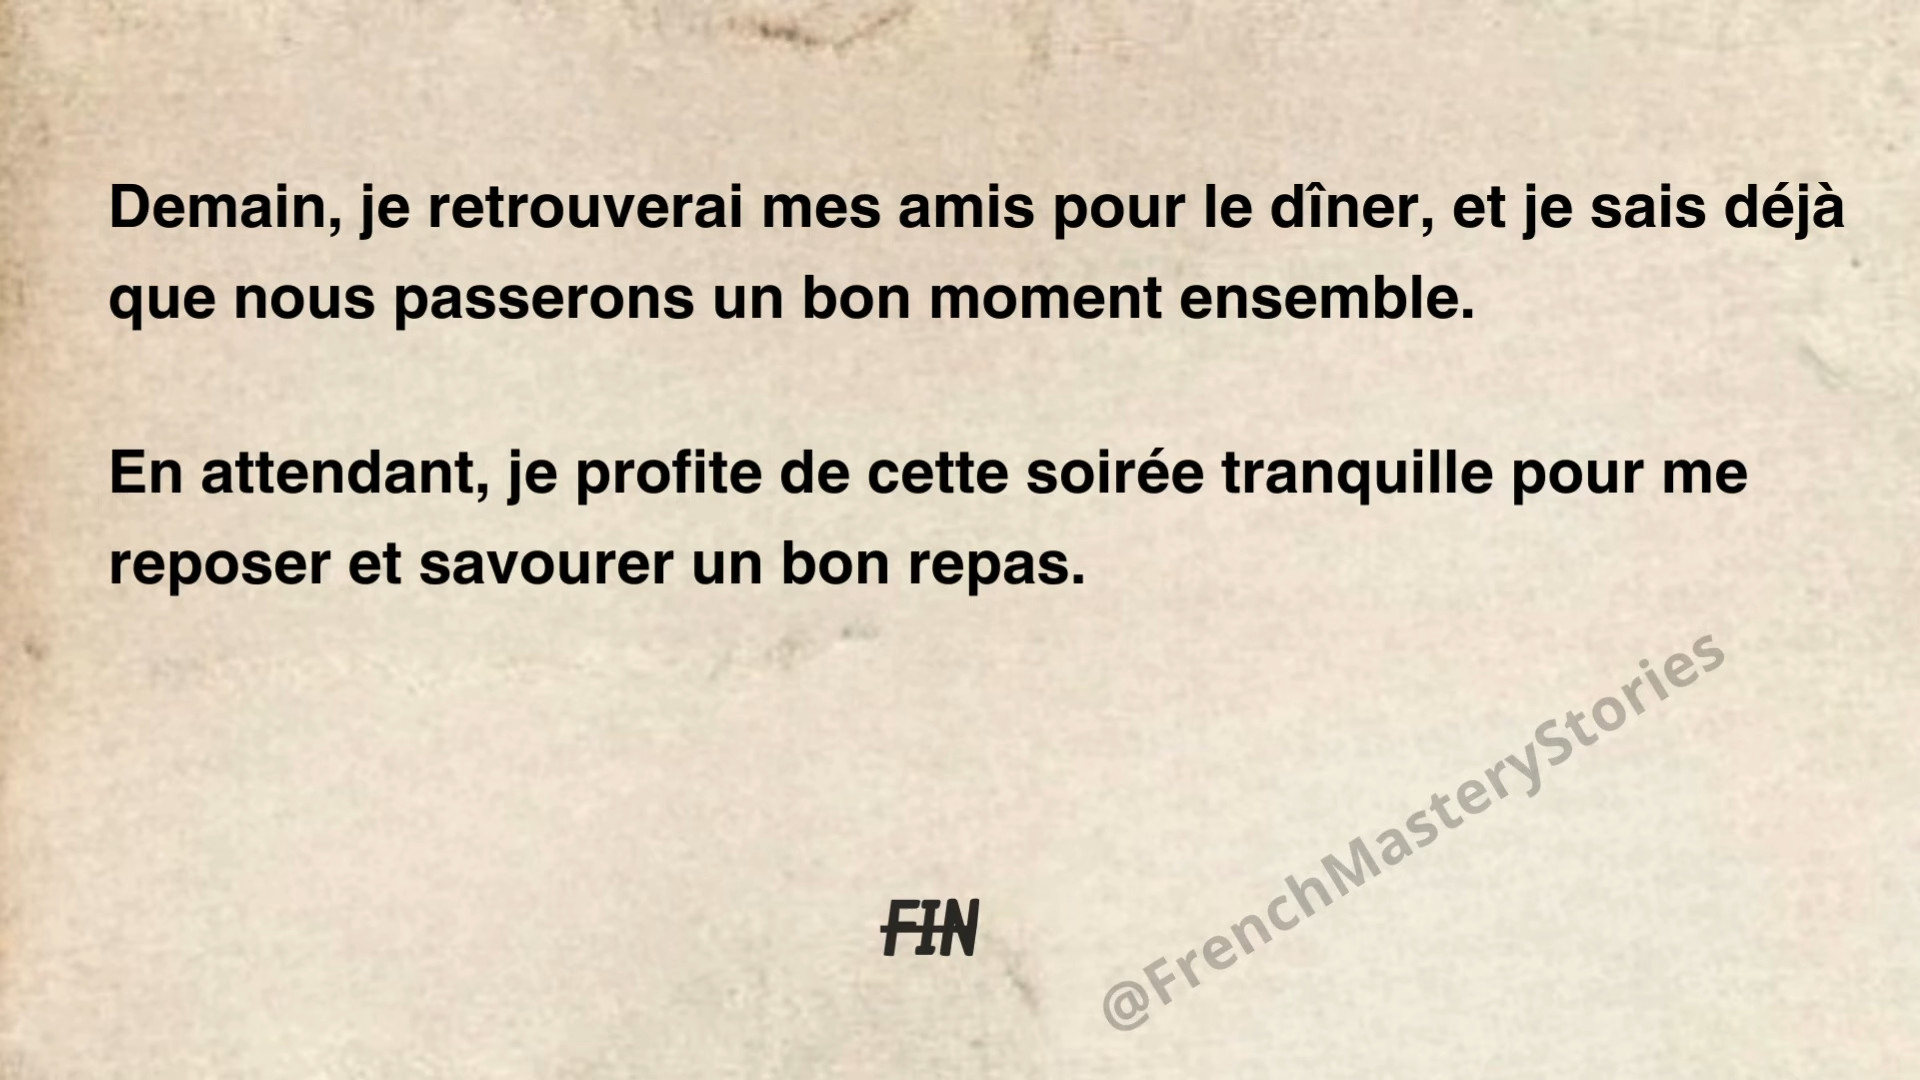 Demain, je retrouverai mes amis pour le dîner, et je sais déjà
que nous passerons un bon moment ensemble.
En attendant, je profite de cette soirée tranquille pour me
reposer et savourer un bon repas.
@FrenchMasteryStories
FIN